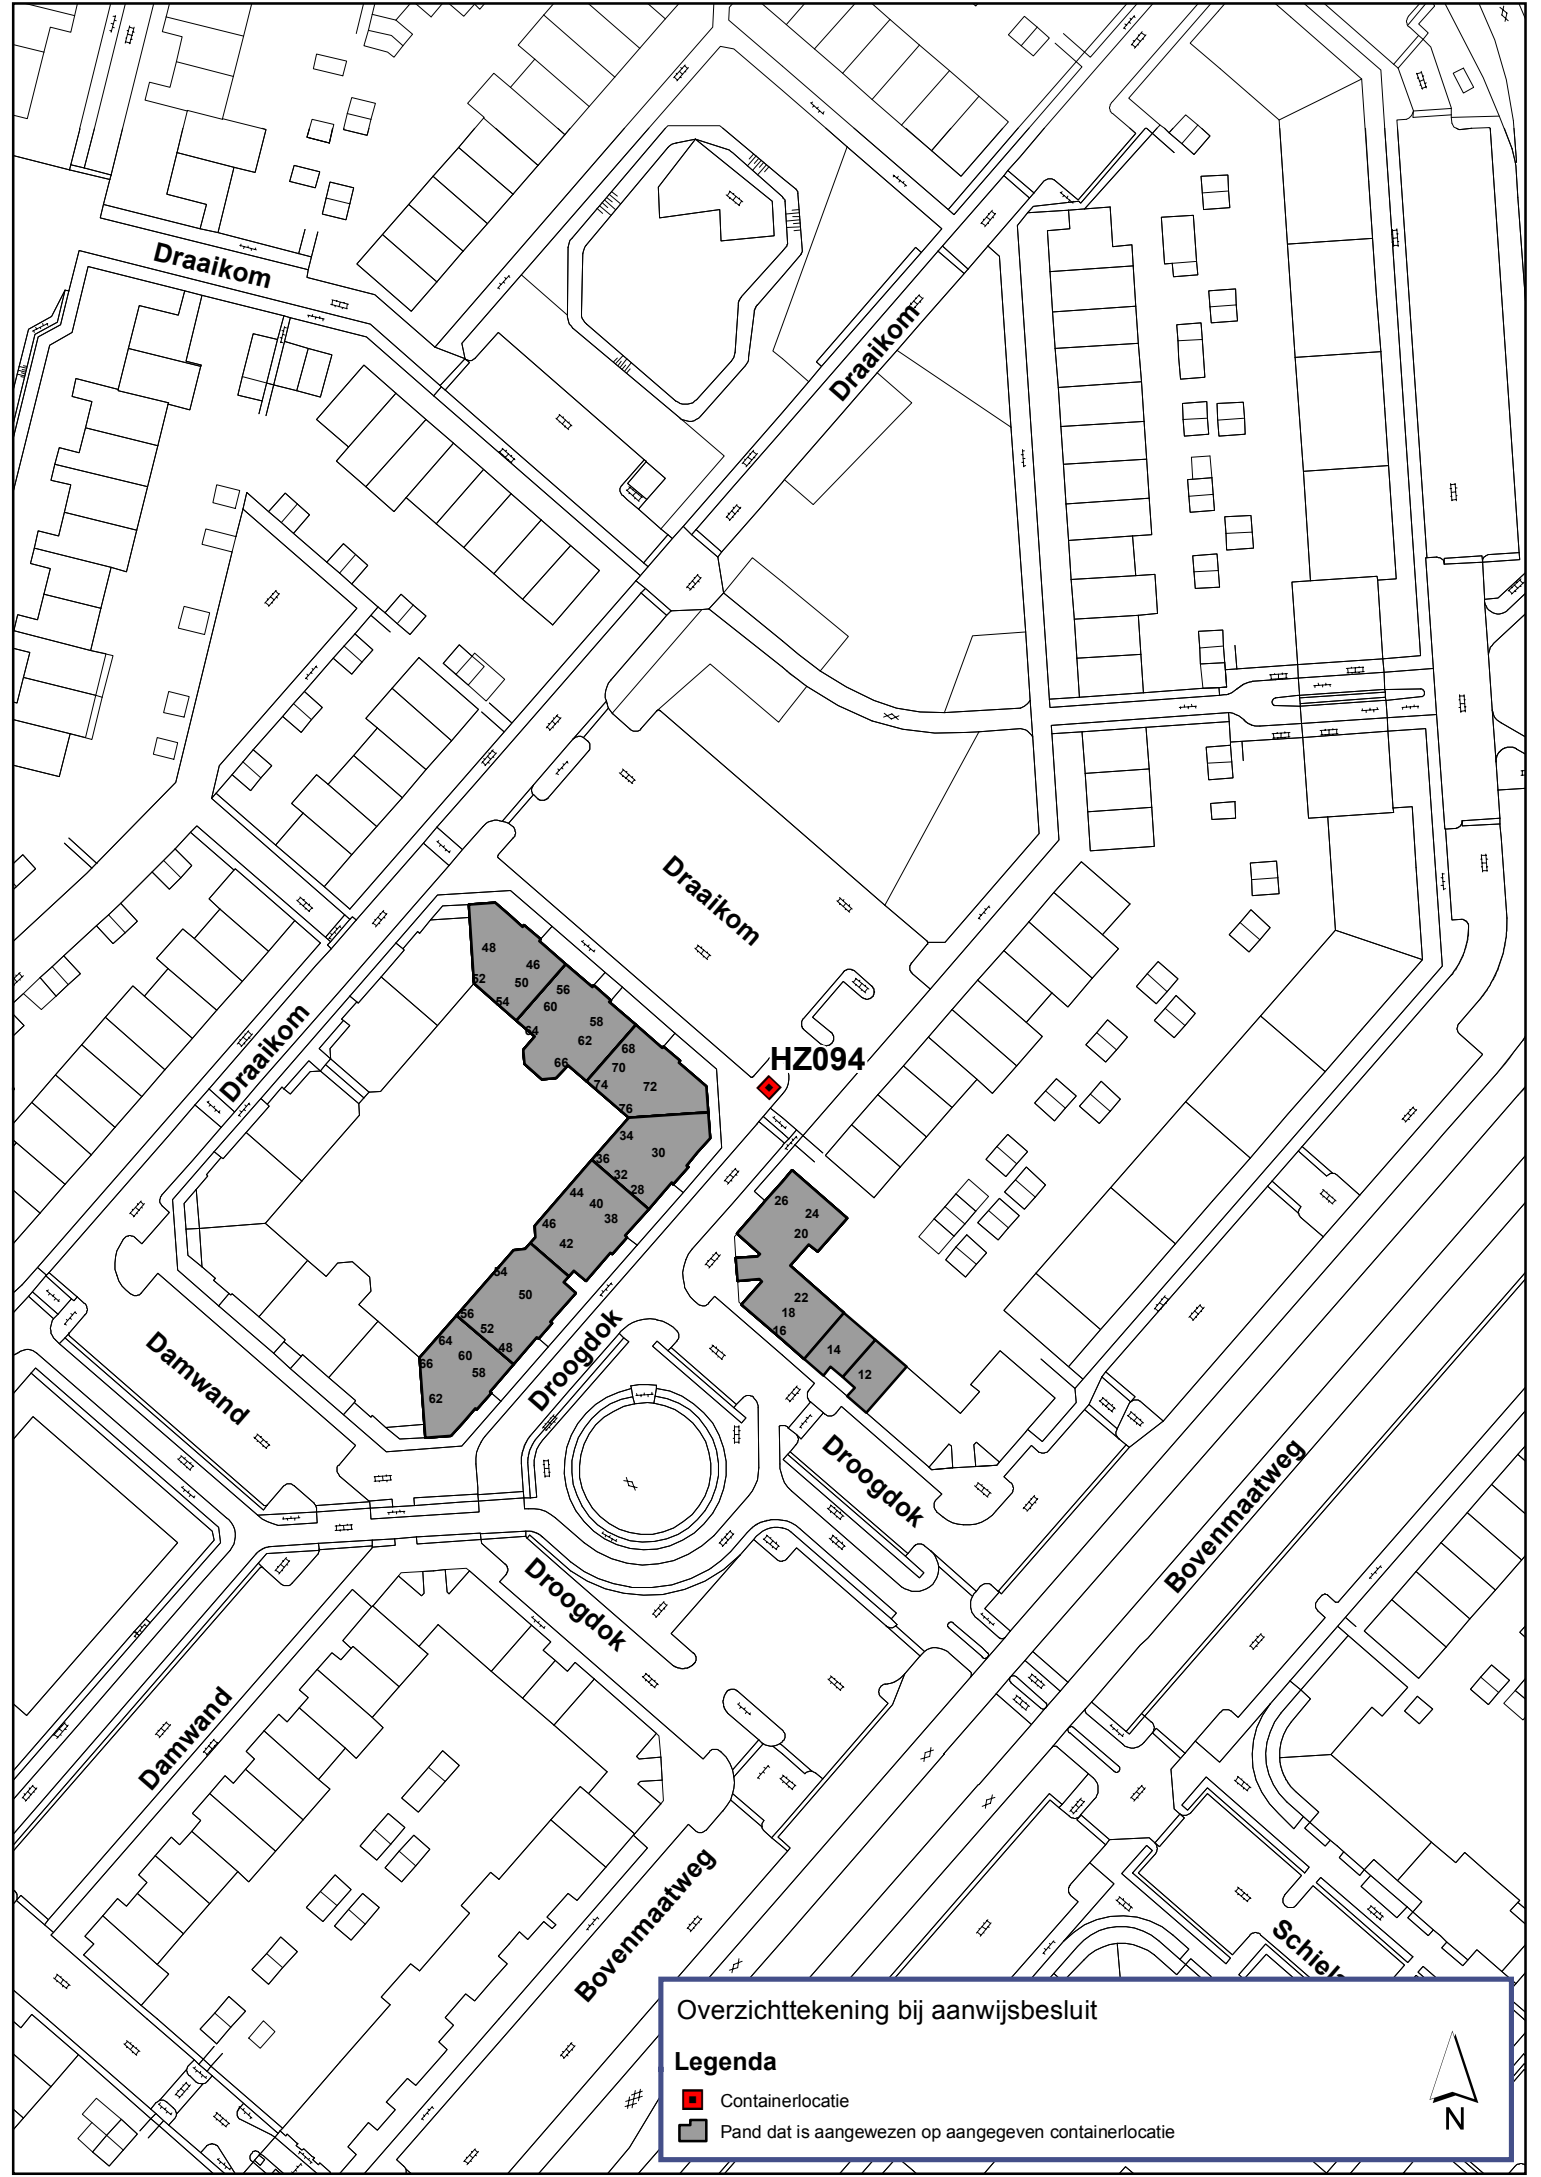 Draaikom
Draaikom
Draaikom
48
46
52
50
56
54
60
58
64
62
68
66
70
74
72
76
HZ094
Draaikom
34
30
36
32
28
44
40
38
46
42
54
50
56
52
48
64
60
66
58
62
26
24
20
22
18
16
14
12
Damwand
Droogdok
Droogdok
Bovenmaatweg
Droogdok
Damwand
Bovenmaatweg
Overzichttekening bij aanwijsbesluit
Legenda
Containerlocatie
Pand dat is aangewezen op aangegeven containerlocatie
N